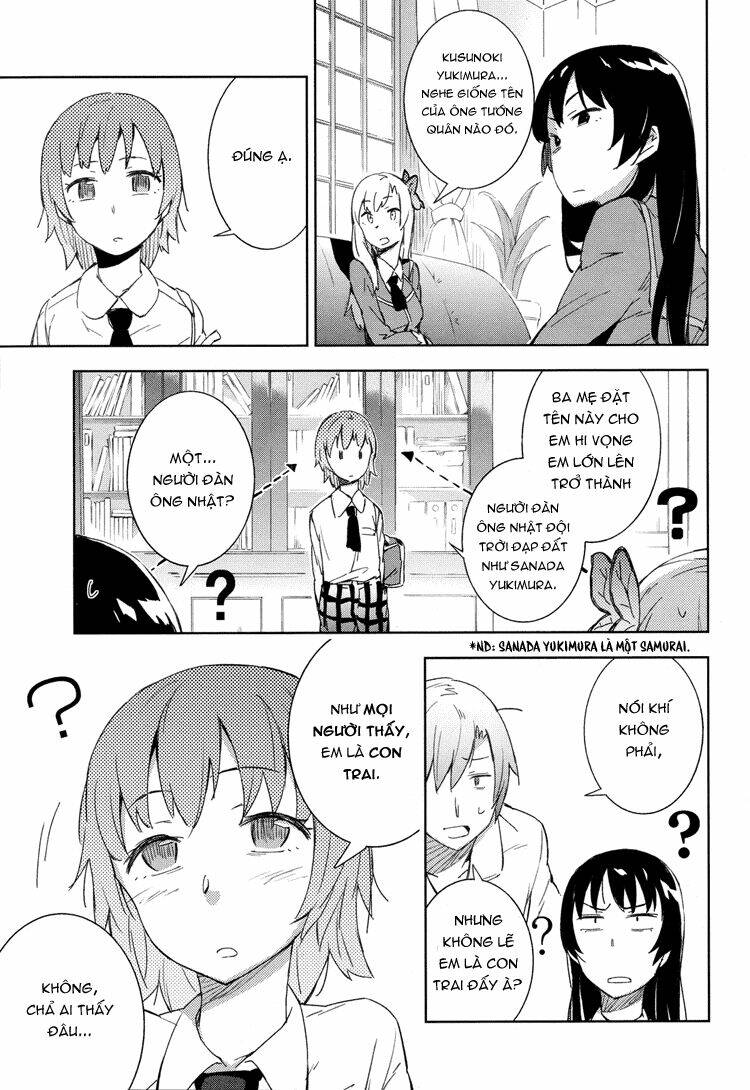 KUSUNOKI
YUKIMURA...
NGHE GIỐNG TÊN
CỦA ÔNG TƯỚNG
QUÂN NÀO ĐÓ.
ĐÚNG Ạ.
BA MẸ ĐẶT
TÊN NÀY CHO
EM HI VỌNG
EM LỚN LÊN
TRỞ THÀNH
NGƯỜI ĐÀN
ÔNG NHẬT ĐỘI
TRỜI ĐẠP ĐẤT
NHƯ SANADA
YUKIMURA.
?
MỘT...
NGƯỜI ĐÀN
ÔNG NHẬT?
?
*ND: SANADA YUKIMURA LÀ MỘT SAMURAI.
NÓI KHÍ
KHÔNG
PHẢI,
?
NHƯNG
KHÔNG LẼ
EM LÀ CON
TRAI ĐẤY À?
?
?
NHƯ MỌI
NGƯỜI THẤY,
EM LÀ CON
TRAI.
KHÔNG,
CHẢ AI THẤY
ĐÂU...